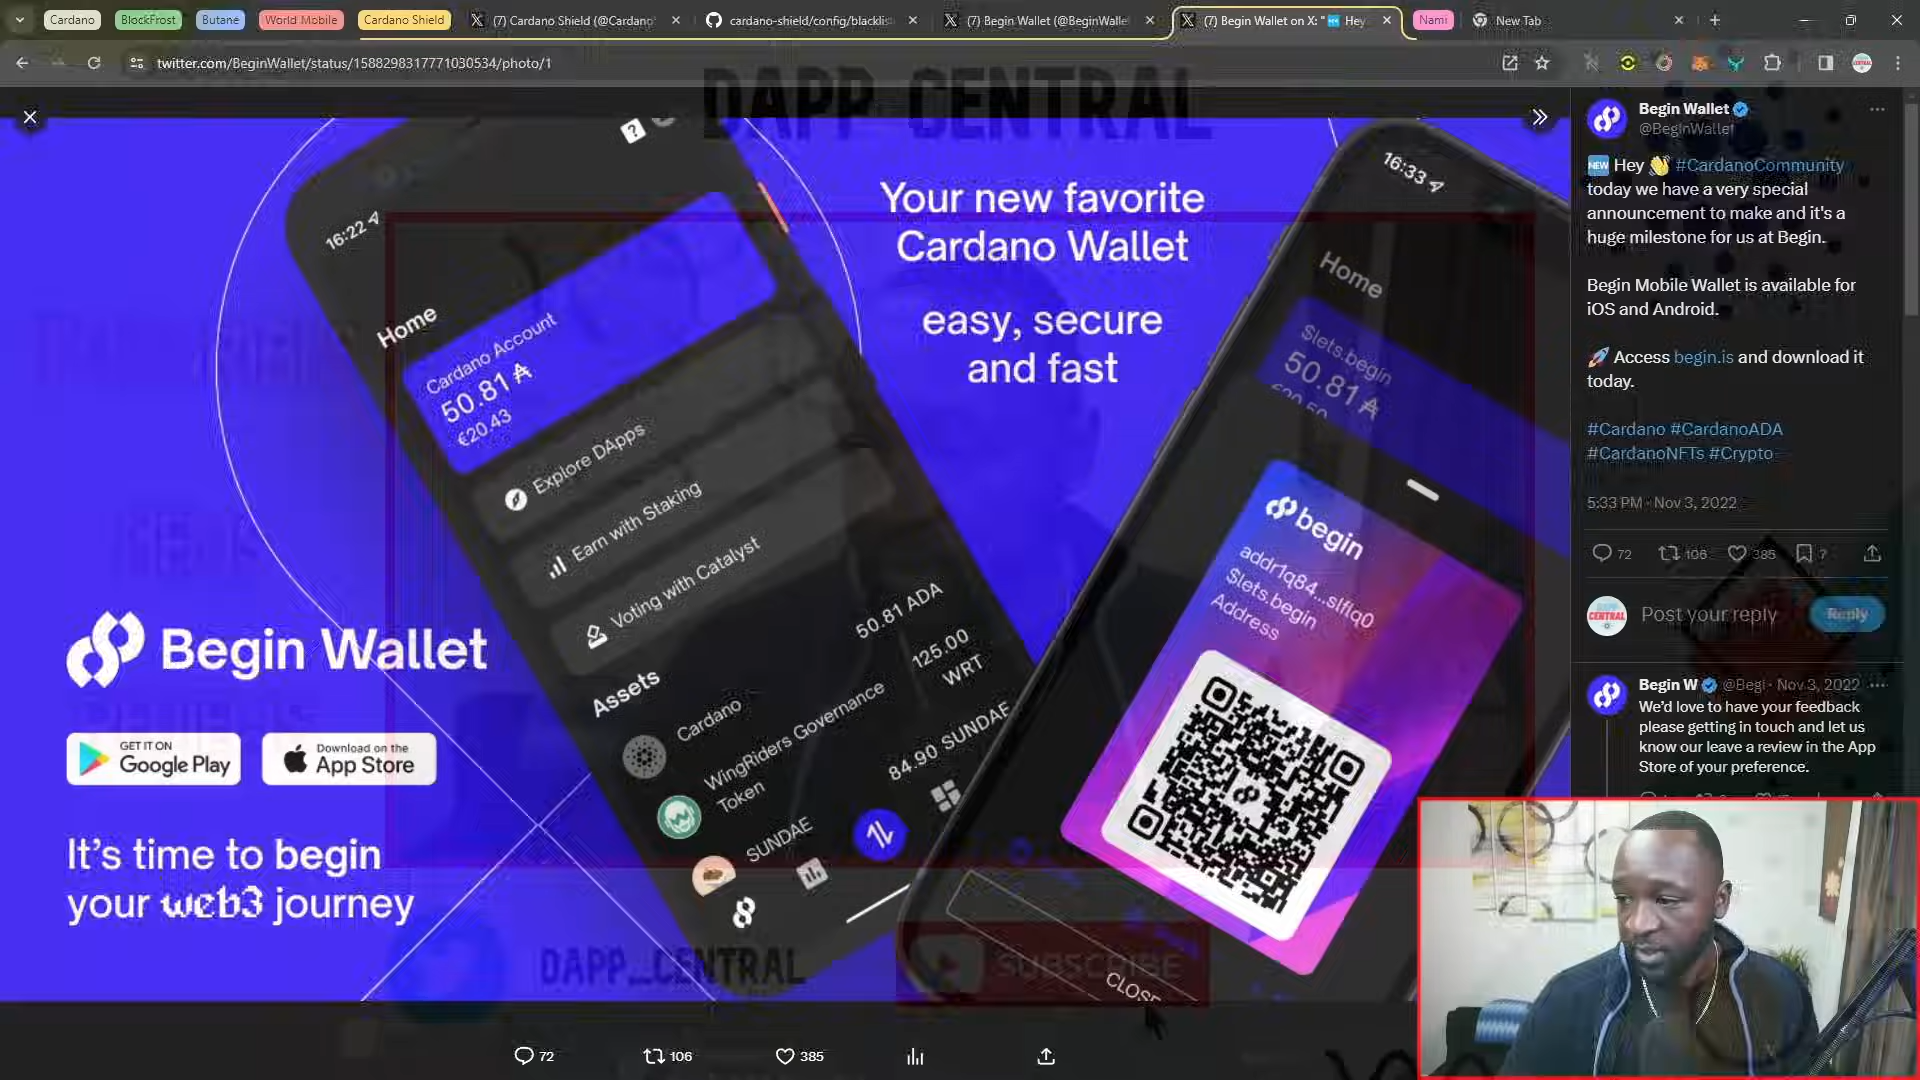 Cardano
BlockFrost
Butane
World Mobile
Cardano Shield
(7) Cardano Shield (@Cardano
cardano-shield/config/blacklis
(7) Begin Wallet (@BeginWalle
(7) Begin Wallet on X: "NEW Hey
Nami
New Tab
twitter.com/BeginWallet/status/1588298317771030534/photo/1
DAPP CENTRAL
Your new favorite
Cardano Wallet
easy, secure
and fast
16:22
Home
Cardano Account
50.81 ₳
€20.43
Explore DApps
Earn with Staking
Voting with Catalyst
Assets
Cardano
50.81 ADA
WingRiders Governance
Token
125.00
WRT
SUNDAE
84.90 SUNDAE
16:33
Home
$lets.begin
50.81 ₳
begin
addr1q84...slflq0
$lets.begin
Address
CLOSE
Begin Wallet
GET IT ON
Google Play
Download on the
App Store
It's time to begin
your web3 journey
DAPP_CENTRAL
SUBSCRIBE
72
106
385
Begin Wallet
@BeginWallet
NEW Hey 👋 #CardanoCommunity
today we have a very special
announcement to make and it's a
huge milestone for us at Begin.
Begin Mobile Wallet is available for
iOS and Android.
🚀 Access begin.is and download it
today.
#Cardano #CardanoADA
#CardanoNFTs #Crypto
5:33 PM · Nov 3, 2022
72
106
385
7
DAPP
CENTRAL
Post your reply
Reply
Begin W @Begi · Nov 3, 2022
We'd love to have your feedback
please getting in touch and let us
know our leave a review in the App
Store of your preference.